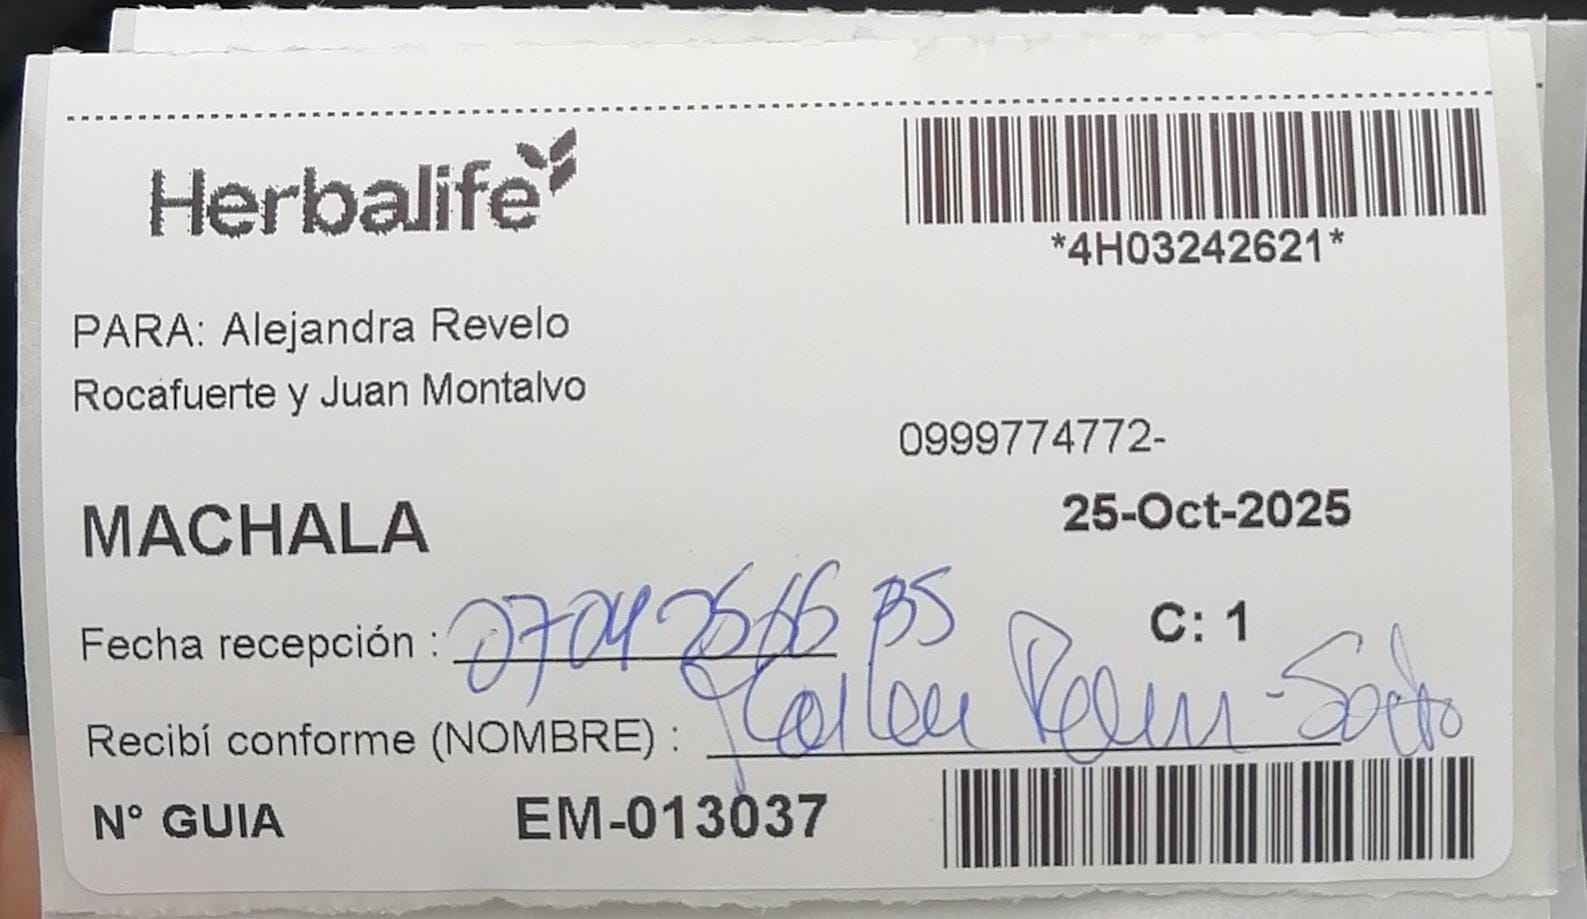 Herbalife
*4H03242621*
PARA: Alejandra Revelo
Rocafuerte y Juan Montalvo
0999774772-
MACHALA
25-Oct-2025
C: 1
Fecha recepción :
Recibí conforme (NOMBRE) :
N° GUIA EM-013037